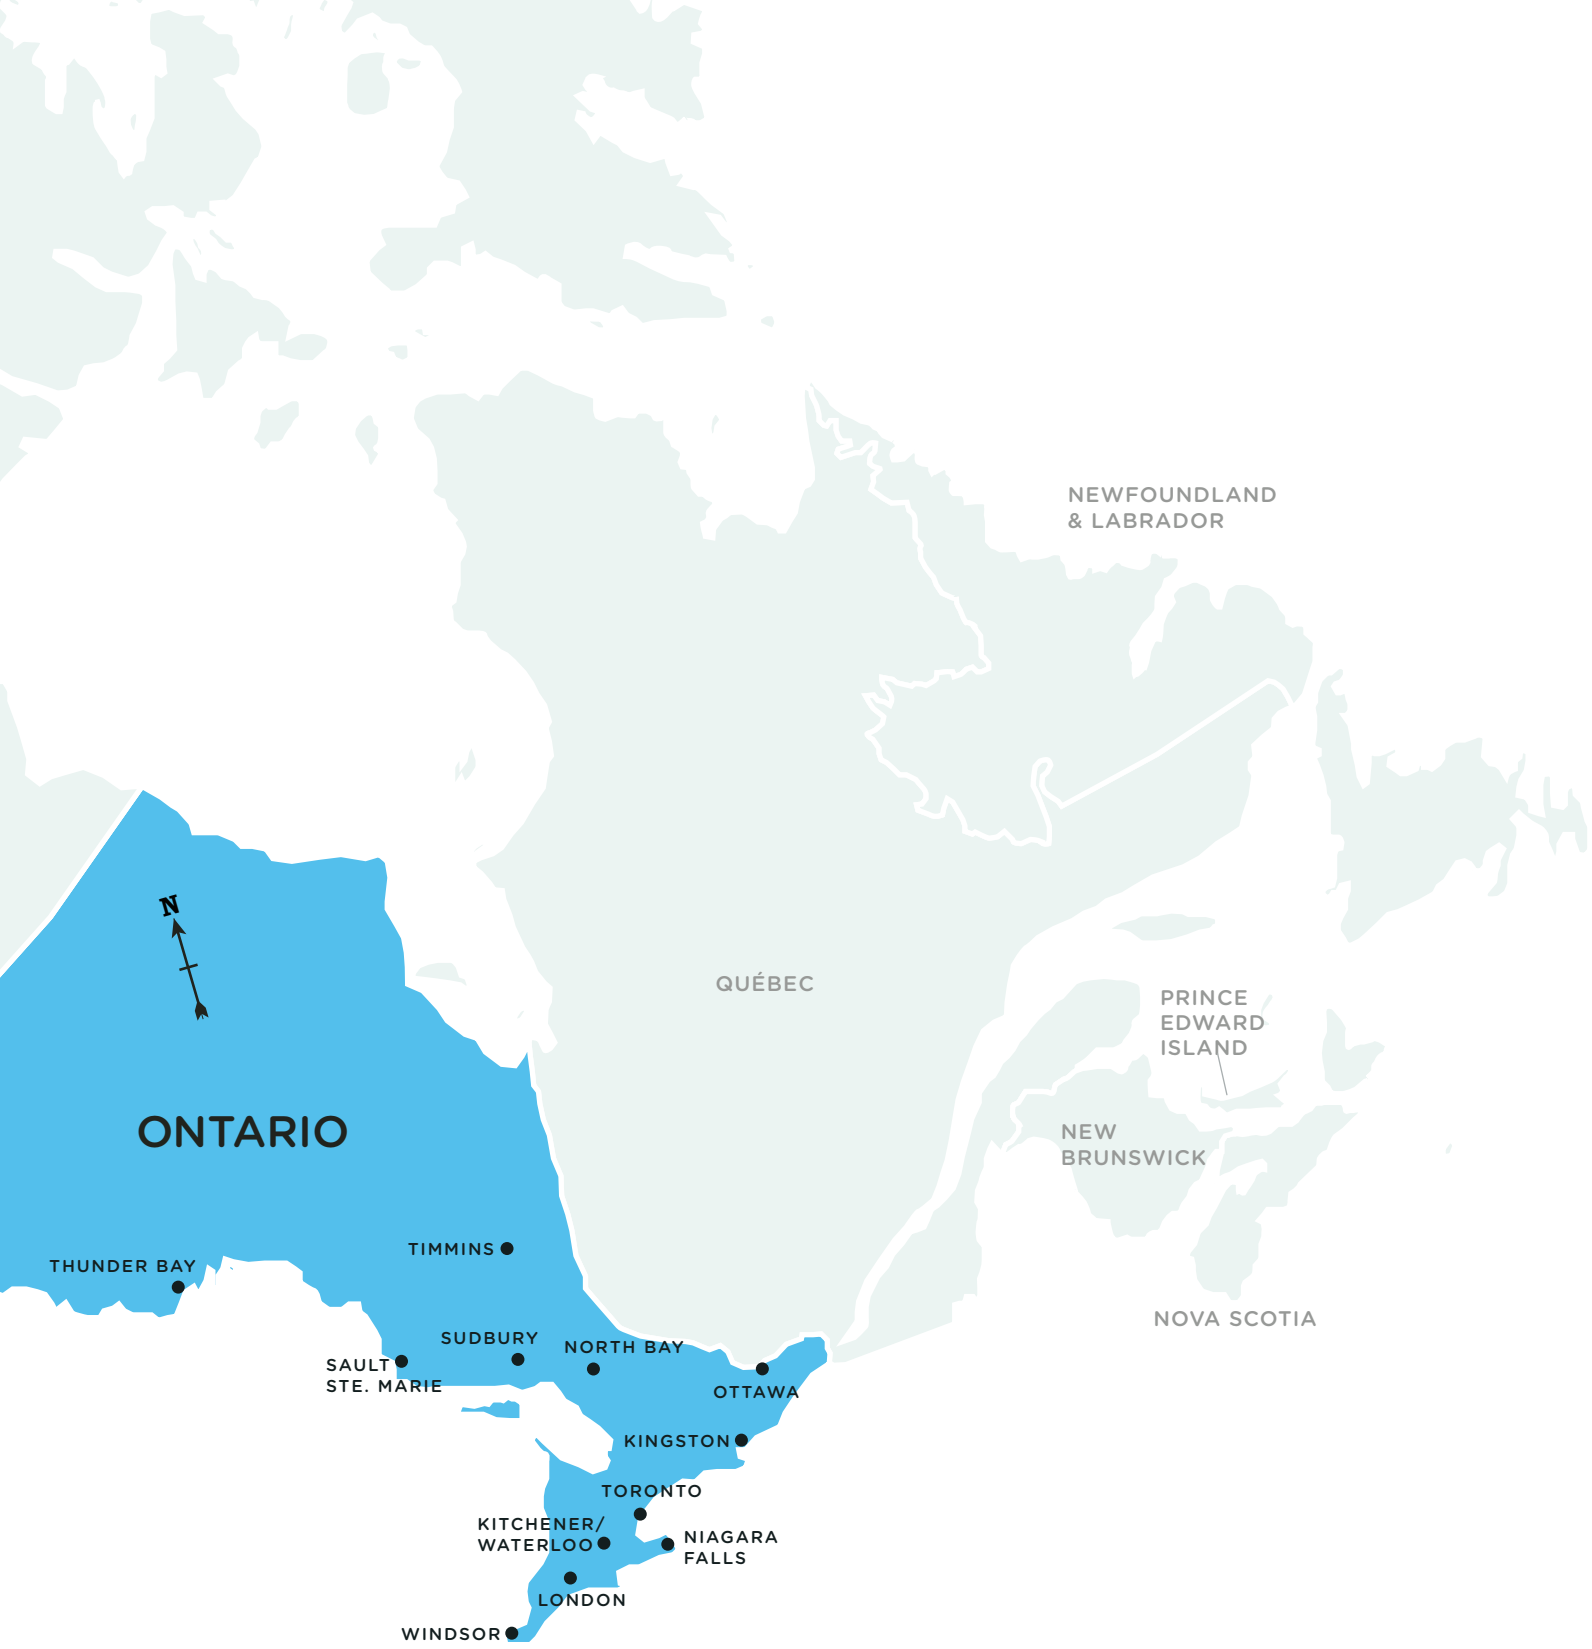 NEWFOUNDLAND
& LABRADOR
N
QUÉBEC
PRINCE
EDWARD
ISLAND
ONTARIO
NEW
BRUNSWICK
TIMMINS
THUNDER BAY
NOVA SCOTIA
SUDBURY
NORTH BAY
SAULT
STE. MARIE
OTTAWA
KINGSTON
TORONTO
KITCHENER/
WATERLOO
NIAGARA
FALLS
LONDON
WINDSOR